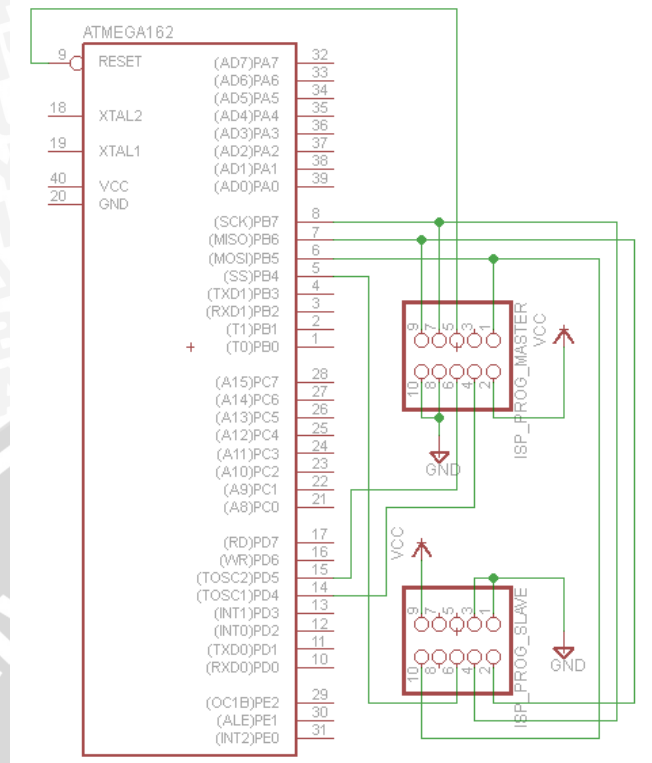 ATMEGA162
9 RESET (AD7)PA7 32
(AD6)PA6 33
(AD5)PA5 34
18 XTAL2 (AD4)PA4 35
(AD3)PA3 36
19 XTAL1 (AD2)PA2 37
(AD1)PA1 38
40 VCC (AD0)PA0 39
20 GND
(SCK)PB7 8
(MISO)PB6 7
(MOSI)PB5 6
(SS)PB4 5
(TXD1)PB3 4
(RXD1)PB2 3
(T1)PB1 2
(T0)PB0 1
(A15)PC7 28
(A14)PC6 27
(A13)PC5 26
(A12)PC4 25
(A11)PC3 24
(A10)PC2 23
(A9)PC1 22
(A8)PC0 21
(RD)PD7 17
(WR)PD6 16
(TOSC2)PD5 15
(TOSC1)PD4 14
(INT1)PD3 13
(INT0)PD2 12
(TXD0)PD1 11
(RXD0)PD0 10
(OC1B)PE2 29
(ALE)PE1 30
(INT2)PE0 31
9 7 5 3 1
10 8 6 4 2
ISP_PROG_MASTER
VCC
GND
VCC
9 7 5 3 1
10 8 6 4 2
ISP_PROG_SLAVE
GND